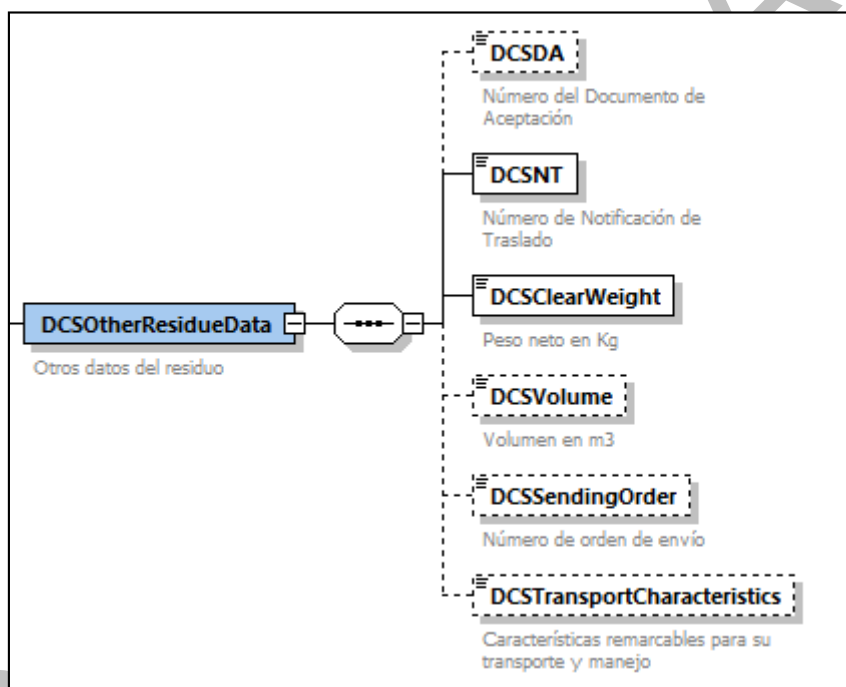 DCSDA
Número del Documento de
Aceptación
DCSNT
Número de Notificación de
Traslado
DCSOtherResidueData
Otros datos del residuo
DCSClearWeight
Peso neto en Kg
DCSVolume
Volumen en m3
DCSSendingOrder
Número de orden de envío
DCSTransportCharacteristics
Características remarcables para su
transporte y manejo